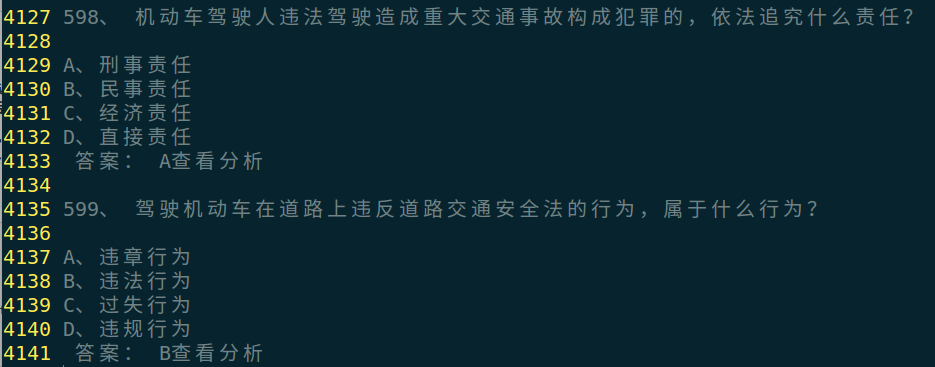 4127 598、 机动车驾驶人违法驾驶造成重大交通事故构成犯罪的，依法追究什么责任？
4128
4129 A、刑事责任
4130 B、民事责任
4131 C、经济责任
4132 D、直接责任
4133 答案： A查看分析
4134
4135 599、 驾驶机动车在道路上违反道路交通安全法的行为，属于什么行为？
4136
4137 A、违章行为
4138 B、违法行为
4139 C、过失行为
4140 D、违规行为
4141 答案： B查看分析